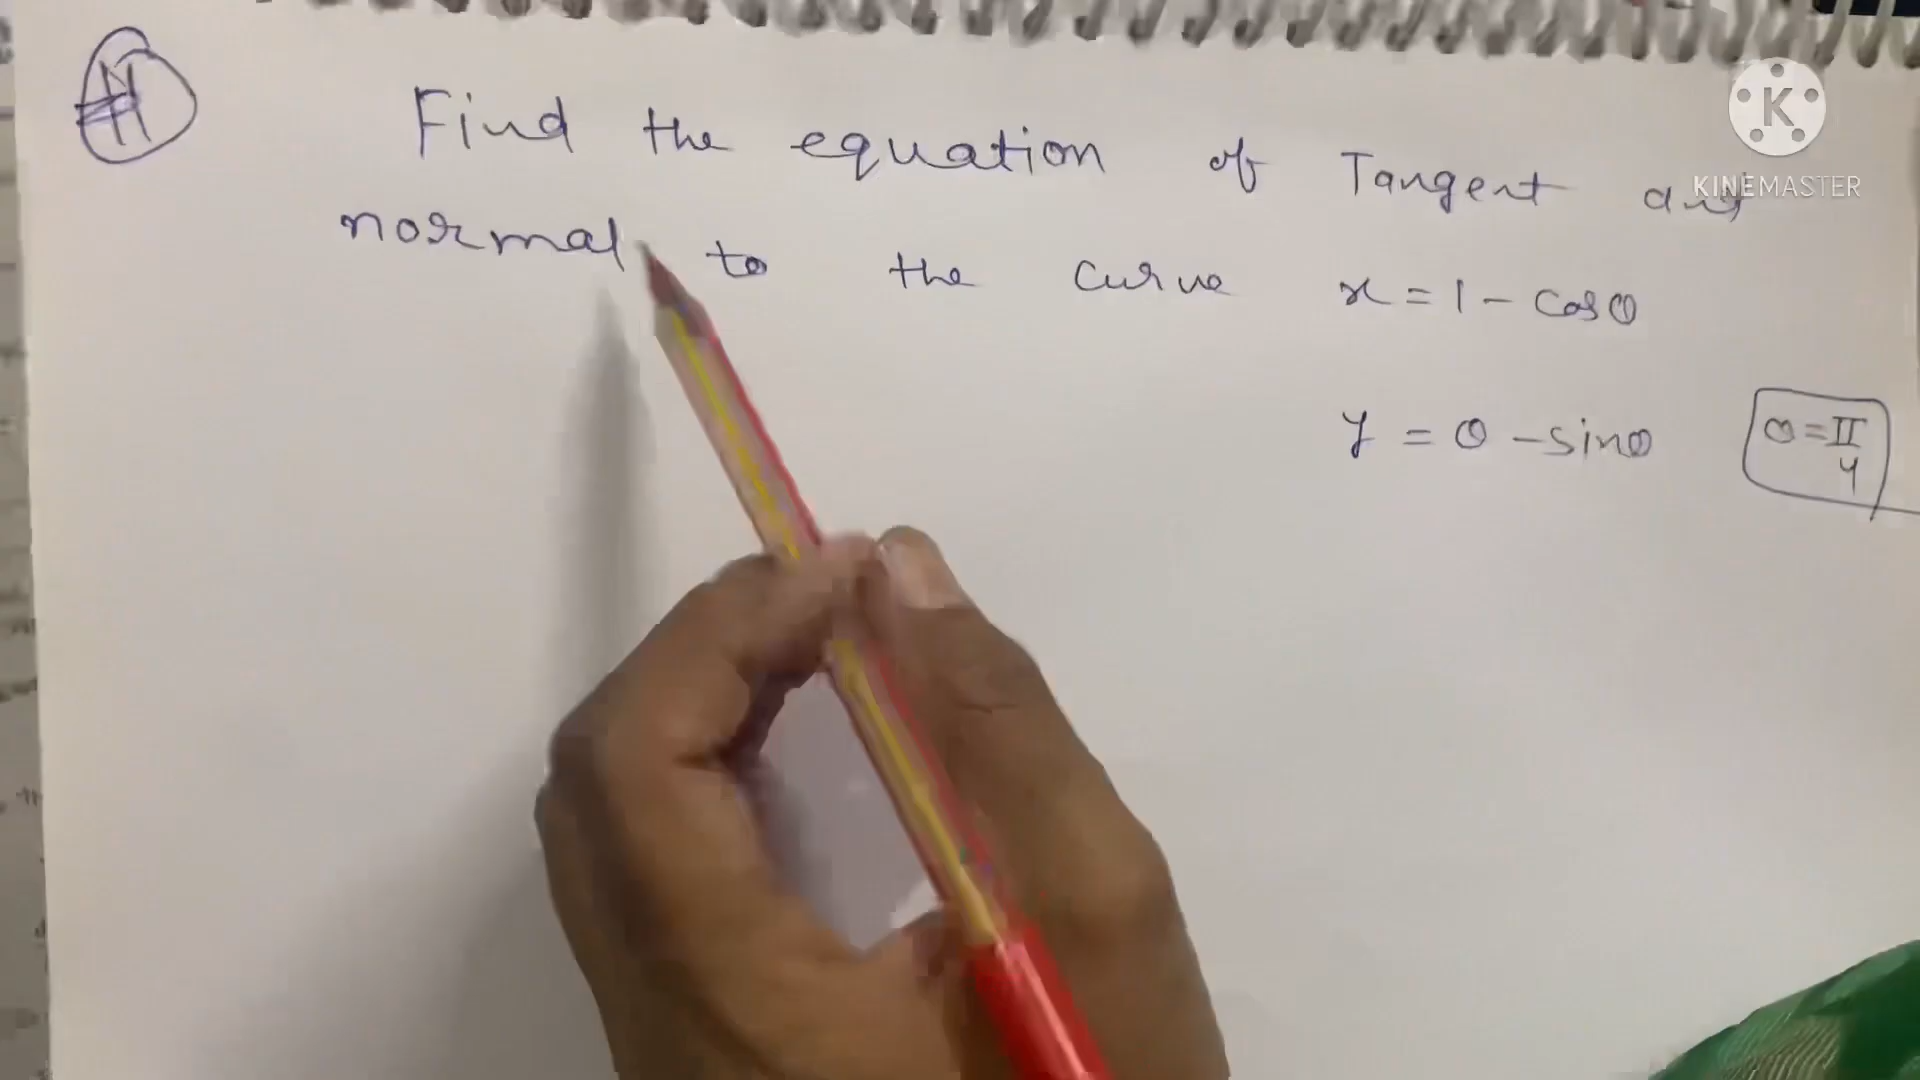 Find the equation of Tangent and
normal to the curve x = 1 - cosθ
y = θ - sinθ θ = π/4
K
KINEMASTER